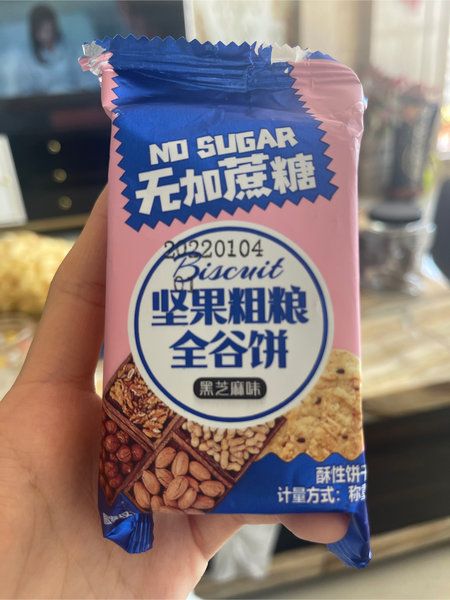 NO SUGAR
无加蔗糖
20220104
01
Biscuit
坚果粗粮
全谷饼
黑芝麻味
酥性饼干
计量方式：称